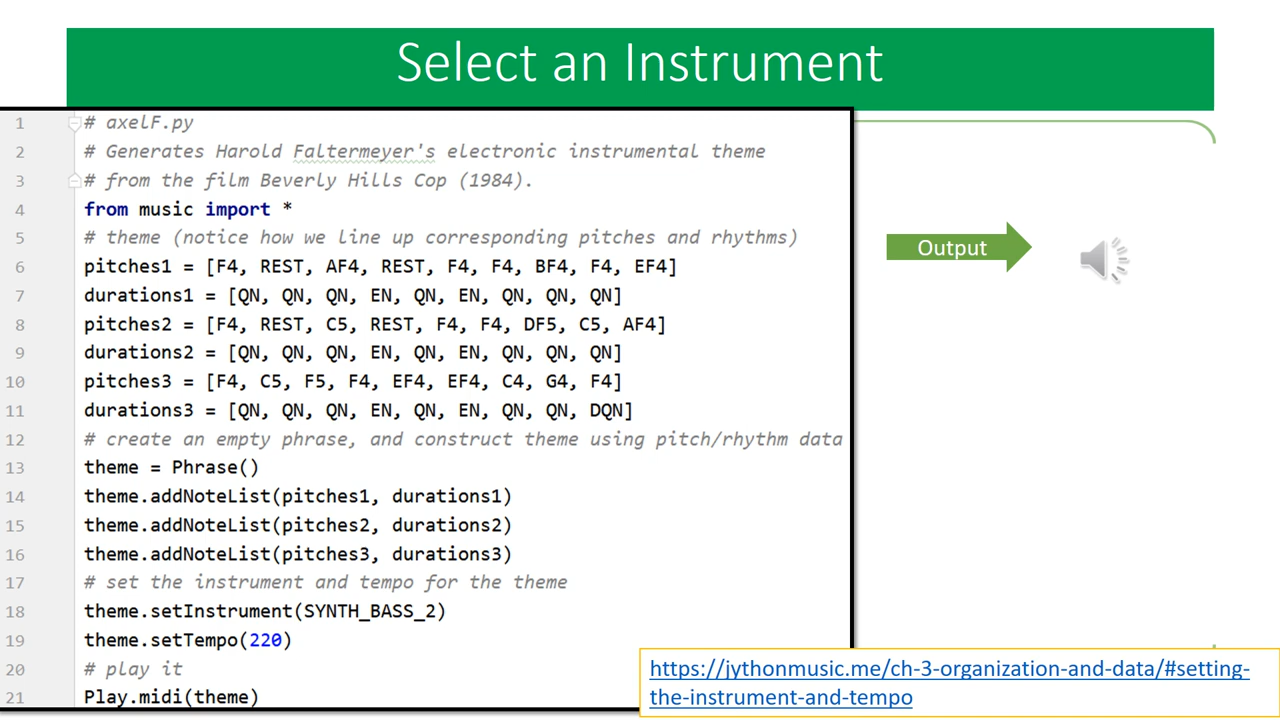 Select an Instrument
1 # axelF.py
2 # Generates Harold Faltermeyer's electronic instrumental theme
3 # from the film Beverly Hills Cop (1984).
4 from music import *
5 # theme (notice how we line up corresponding pitches and rhythms)
6 pitches1 = [F4, REST, AF4, REST, F4, F4, BF4, F4, EF4]
7 durations1 = [QN, QN, QN, EN, QN, EN, QN, QN, QN]
8 pitches2 = [F4, REST, C5, REST, F4, F4, DF5, C5, AF4]
9 durations2 = [QN, QN, QN, EN, QN, EN, QN, QN, QN]
10 pitches3 = [F4, C5, F5, F4, EF4, EF4, C4, G4, F4]
11 durations3 = [QN, QN, QN, EN, QN, EN, QN, QN, DQN]
12 # create an empty phrase, and construct theme using pitch/rhythm data
13 theme = Phrase()
14 theme.addNoteList(pitches1, durations1)
15 theme.addNoteList(pitches2, durations2)
16 theme.addNoteList(pitches3, durations3)
17 # set the instrument and tempo for the theme
18 theme.setInstrument(SYNTH_BASS_2)
19 theme.setTempo(220)
20 # play it
21 Play.midi(theme)
Output
https://jythonmusic.me/ch-3-organization-and-data/#setting-
the-instrument-and-tempo